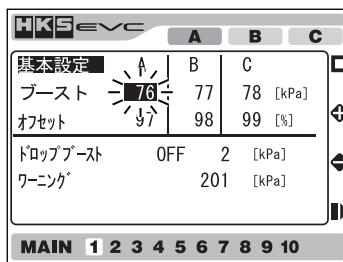 HKS EVC
A B C
基本設定 A B C
ブースト 76 77 78 [kPa]
オフセット 97 98 99 [%]
ドロップブースト OFF 2 [kPa]
ワーニング 201 [kPa]
MAIN 1 2 3 4 5 6 7 8 9 10